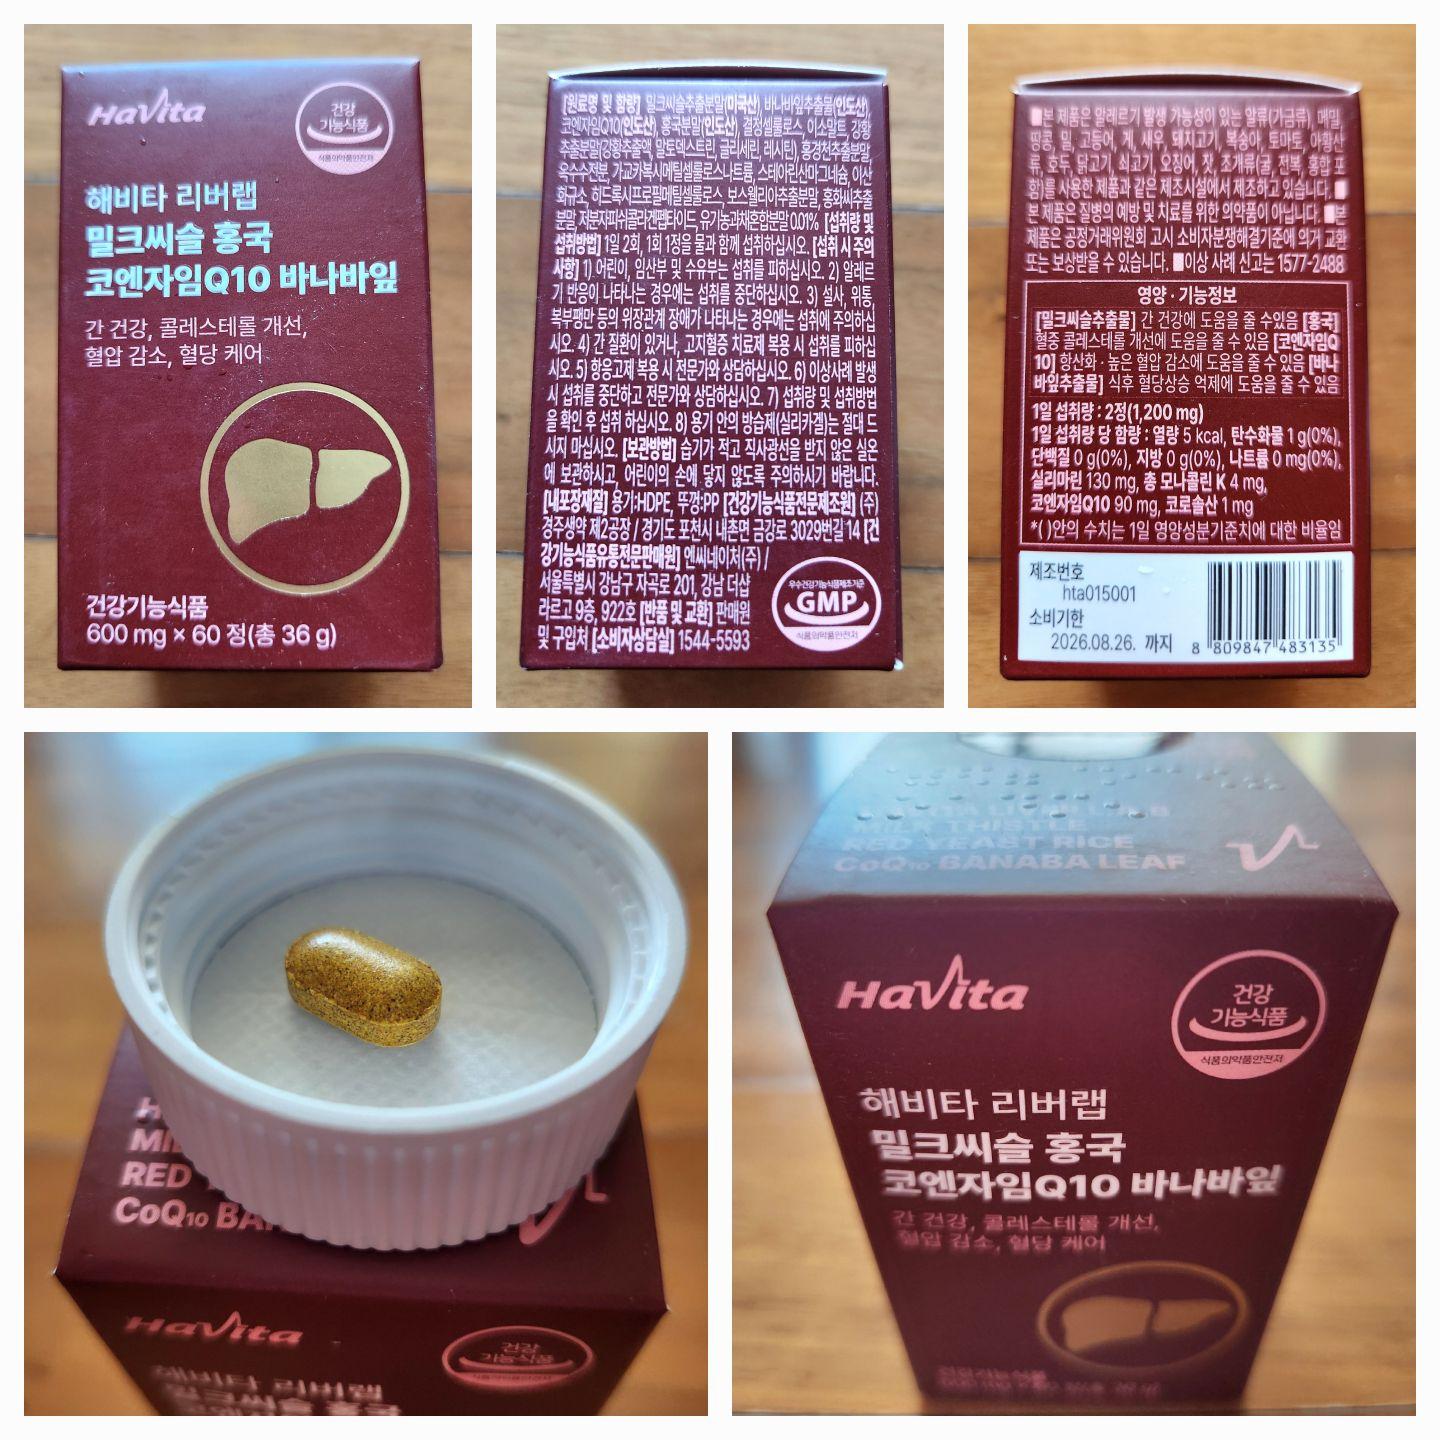 HaVita
건강
기능식품
식품의약품안전처
해비타 리버랩
밀크씨슬 홍국
코엔자임Q10 바나바잎
간 건강, 콜레스테롤 개선,
혈압 감소, 혈당 케어
건강기능식품
600 mg × 60 정(총 36 g)
[원료명 및 함량] 밀크씨슬추출분말(미국산), 바나바잎추출물(인도산),
코엔자임Q10(인도산), 홍국분말(인도산), 결정셀룰로스, 이소말트, 강황
추출분말(강황추출액, 말토덱스트린, 글리세린, 레시틴), 홍경천추출분말,
옥수수전분, 가교카복시메틸셀룰로스나트륨, 스테아린산마그네슘, 이산
화규소, 히드록시프로필메틸셀룰로스, 보스웰리아추출분말, 홍화씨추출
분말, 저분자피쉬콜라겐펩타이드, 유기농과채혼합분말 0.01% [섭취량 및
섭취방법] 1일 2회, 1회 1정을 물과 함께 섭취하십시오. [섭취 시 주의
사항] 1) 어린이, 임산부 및 수유부는 섭취를 피하십시오. 2) 알레르
기 반응이 나타나는 경우에는 섭취를 중단하십시오. 3) 설사, 위통,
복부팽만 등의 위장관계 장애가 나타나는 경우에는 섭취에 주의하십
시오. 4) 간 질환이 있거나, 고지혈증 치료제 복용 시 섭취를 피하십
시오. 5) 항응고제 복용 시 전문가와 상담하십시오. 6) 이상사례 발생
시 섭취를 중단하고 전문가와 상담하십시오. 7) 섭취량 및 섭취방법
을 확인 후 섭취 하십시오. 8) 용기 안의 방습제(실리카겔)는 절대 드
시지 마십시오. [보관방법] 습기가 적고 직사광선을 받지 않은 실온
에 보관하시고, 어린이의 손에 닿지 않도록 주의하시기 바랍니다.
[내포장재질] 용기:HDPE, 뚜껑:PP [건강기능식품전문제조원] (주)
경주생약 제2공장 / 경기도 포천시 내촌면 금강로 3029번길 14 [건
강기능식품유통전문판매원] 엔씨네이처(주) /
서울특별시 강남구 자곡로 201, 강남 더샵
라르고 9층, 922호 [반품 및 교환] 판매원
및 구입처 [소비자상담실] 1544-5593
우수건강기능식품제조기준
GMP
식품의약품안전처
■본 제품은 알레르기 발생 가능성이 있는 알류(가금류), 메밀,
땅콩, 밀, 고등어, 게, 새우, 돼지고기, 복숭아, 토마토, 아황산
류, 호두, 닭고기, 쇠고기, 오징어, 잣, 조개류(굴, 전복, 홍합 포
함)를 사용한 제품과 같은 제조시설에서 제조하고 있습니다. ■
본 제품은 질병의 예방 및 치료를 위한 의약품이 아닙니다. ■본
제품은 공정거래위원회 고시 소비자분쟁해결기준에 의거 교환
또는 보상받을 수 있습니다. ■이상 사례 신고는 1577-2488
영양 · 기능정보
[밀크씨슬추출물] 간 건강에 도움을 줄 수있음 [홍국]
혈중 콜레스테롤 개선에 도움을 줄 수 있음 [코엔자임Q
10] 항산화 · 높은 혈압 감소에 도움을 줄 수 있음 [바나
바잎추출물] 식후 혈당상승 억제에 도움을 줄 수 있음
1일 섭취량 : 2정(1,200 mg)
1일 섭취량 당 함량 : 열량 5 kcal, 탄수화물 1 g(0%),
단백질 0 g(0%), 지방 0 g(0%), 나트륨 0 mg(0%),
실리마린 130 mg, 총 모나콜린 K 4 mg,
코엔자임Q10 90 mg, 코로솔산 1 mg
*( )안의 수치는 1일 영양성분기준치에 대한 비율임
제조번호
hta015001
소비기한
2026.08.26. 까지
8 809847 483135
RED
CoQ10 BA
HaVita
건강
기능식품
해비타 리버랩
밀크씨슬 홍국
MILK THISTLE
RED YEAST RICE
CoQ10 BANABA LEAF
HaVita
건강
기능식품
식품의약품안전처
해비타 리버랩
밀크씨슬 홍국
코엔자임Q10 바나바잎
간 건강, 콜레스테롤 개선,
혈압 감소, 혈당 케어